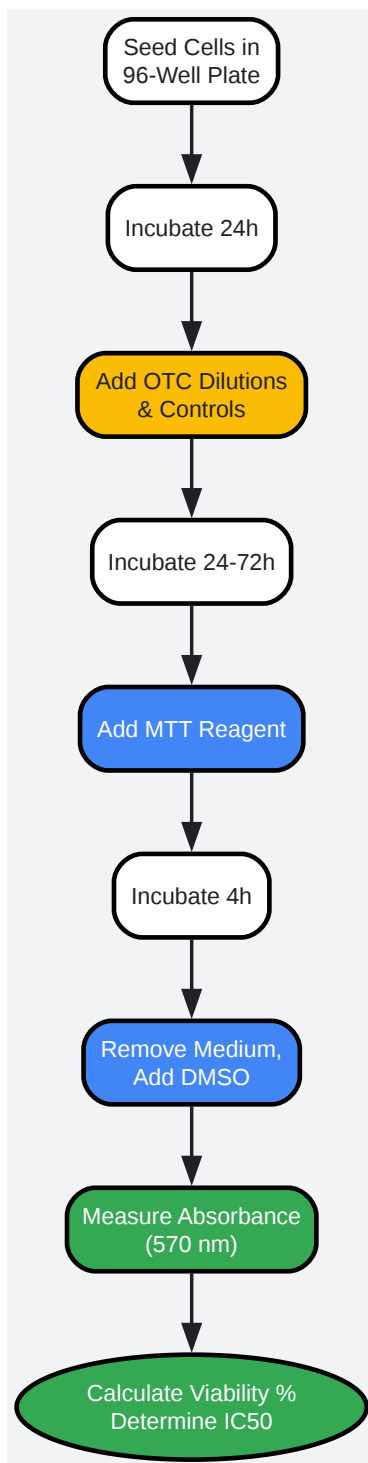 Seed Cells in
96-Well Plate
Incubate 24h
Add OTC Dilutions
& Controls
Incubate 24-72h
Add MTT Reagent
Incubate 4h
Remove Medium,
Add DMSO
Measure Absorbance
(570 nm)
Calculate Viability %
Determine IC50